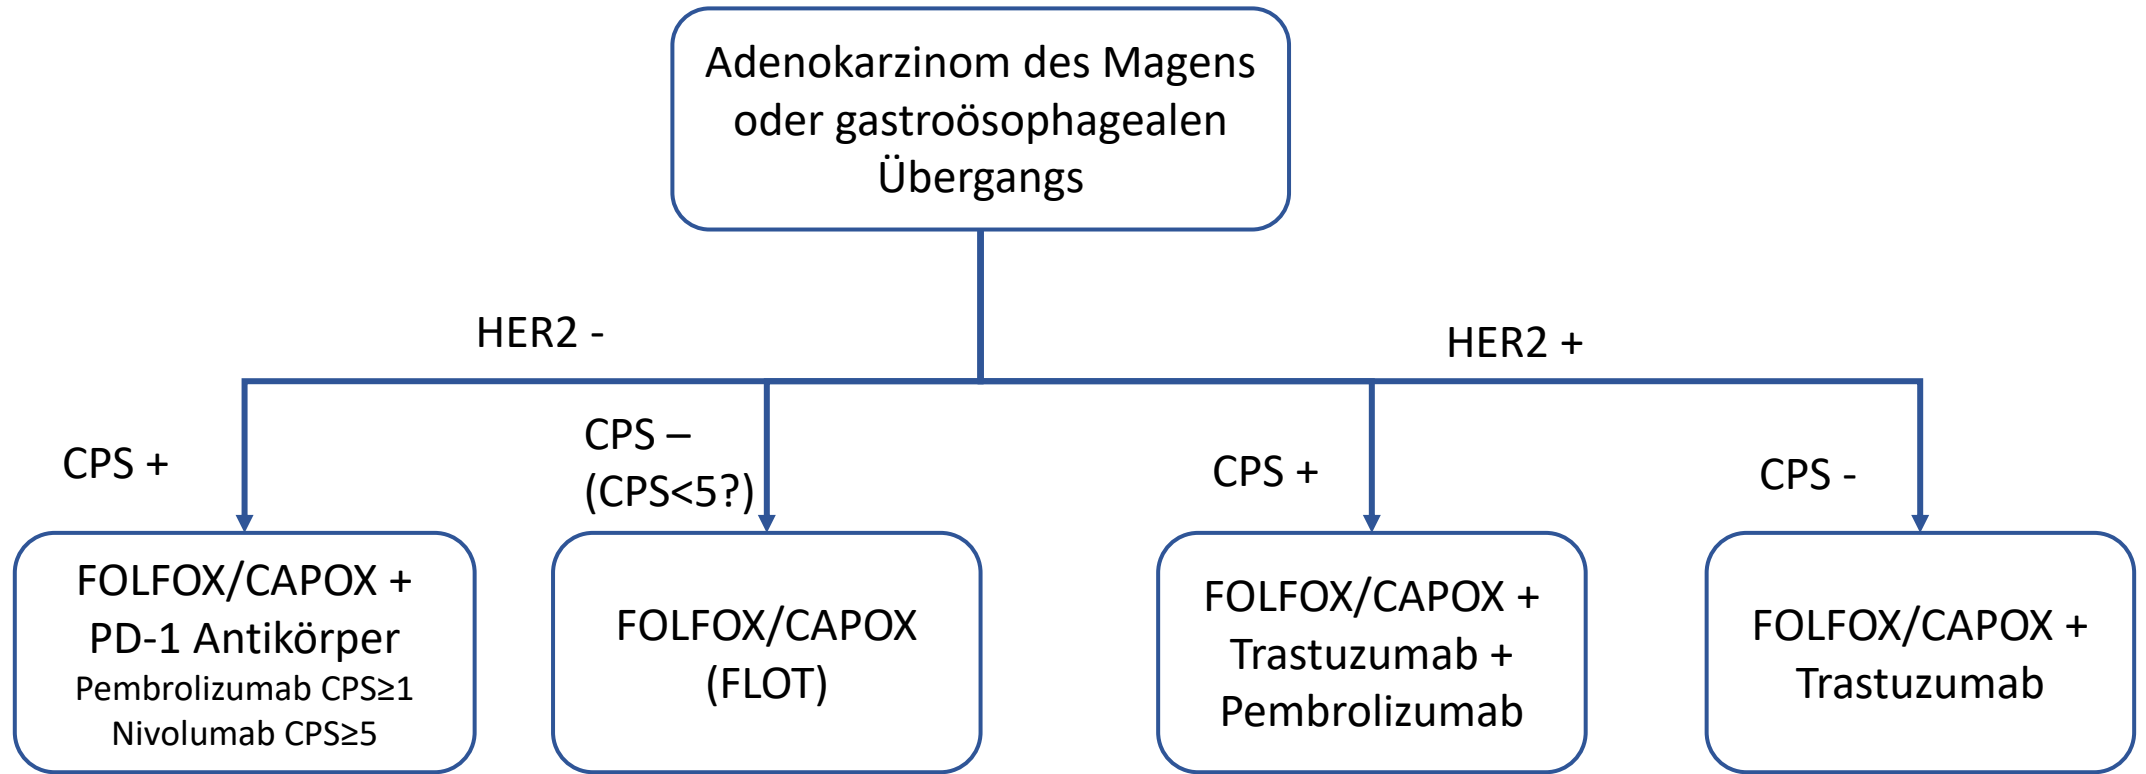 Adenokarzinom des Magens
oder gastroösophagealen
Übergangs
HER2 -
HER2 +
CPS +
CPS –
(CPS<5?)
CPS +
CPS -
FOLFOX/CAPOX +
PD-1 Antikörper
Pembrolizumab CPS≥1
Nivolumab CPS≥5
FOLFOX/CAPOX
(FLOT)
FOLFOX/CAPOX +
Trastuzumab +
Pembrolizumab
FOLFOX/CAPOX +
Trastuzumab